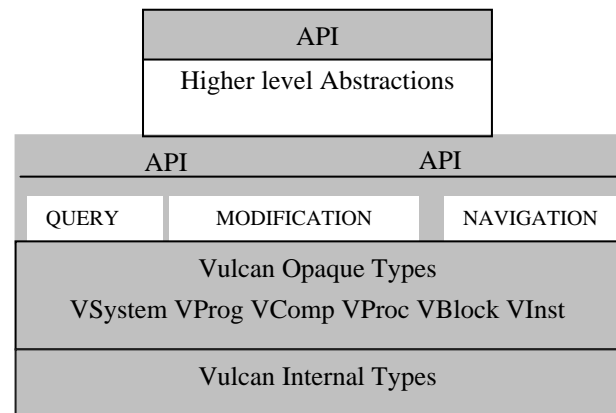 API
Higher level Abstractions
API API
QUERY MODIFICATION NAVIGATION
Vulcan Opaque Types
VSystem VProg VComp VProc VBlock VInst
Vulcan Internal Types